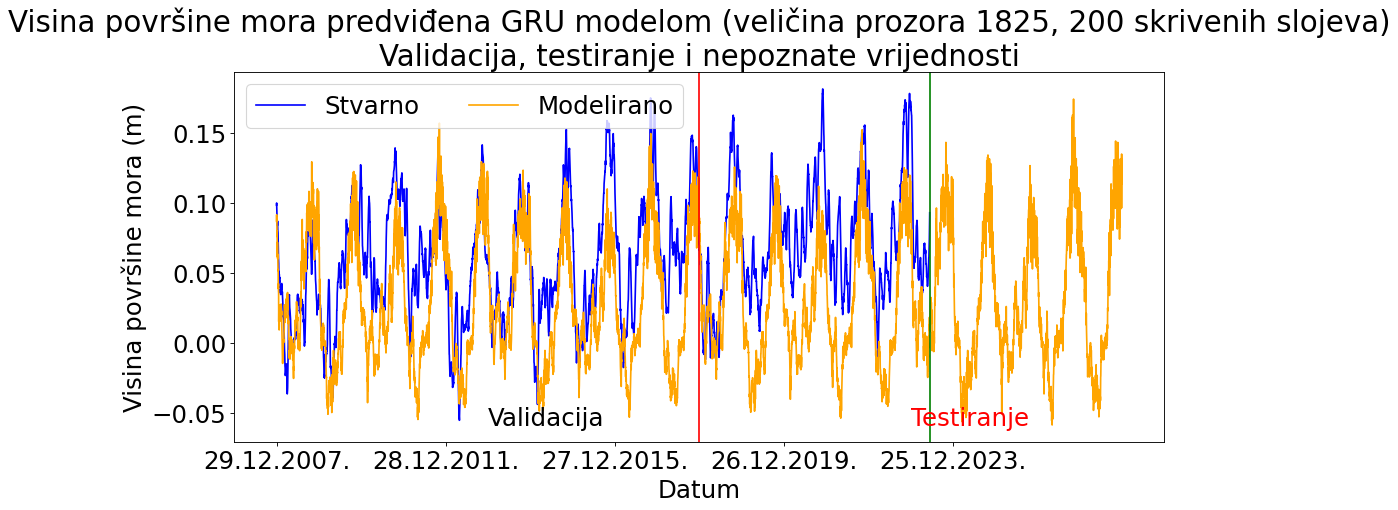 Visina površine mora predviđena GRU modelom (veličina prozora 1825, 200 skrivenih slojeva)
Validacija, testiranje i nepoznate vrijednosti
Stvarno
Modelirano
Visina površine mora (m)
0.15
0.10
0.05
0.00
−0.05
Validacija
Testiranje
29.12.2007.
28.12.2011.
27.12.2015.
26.12.2019.
25.12.2023.
Datum